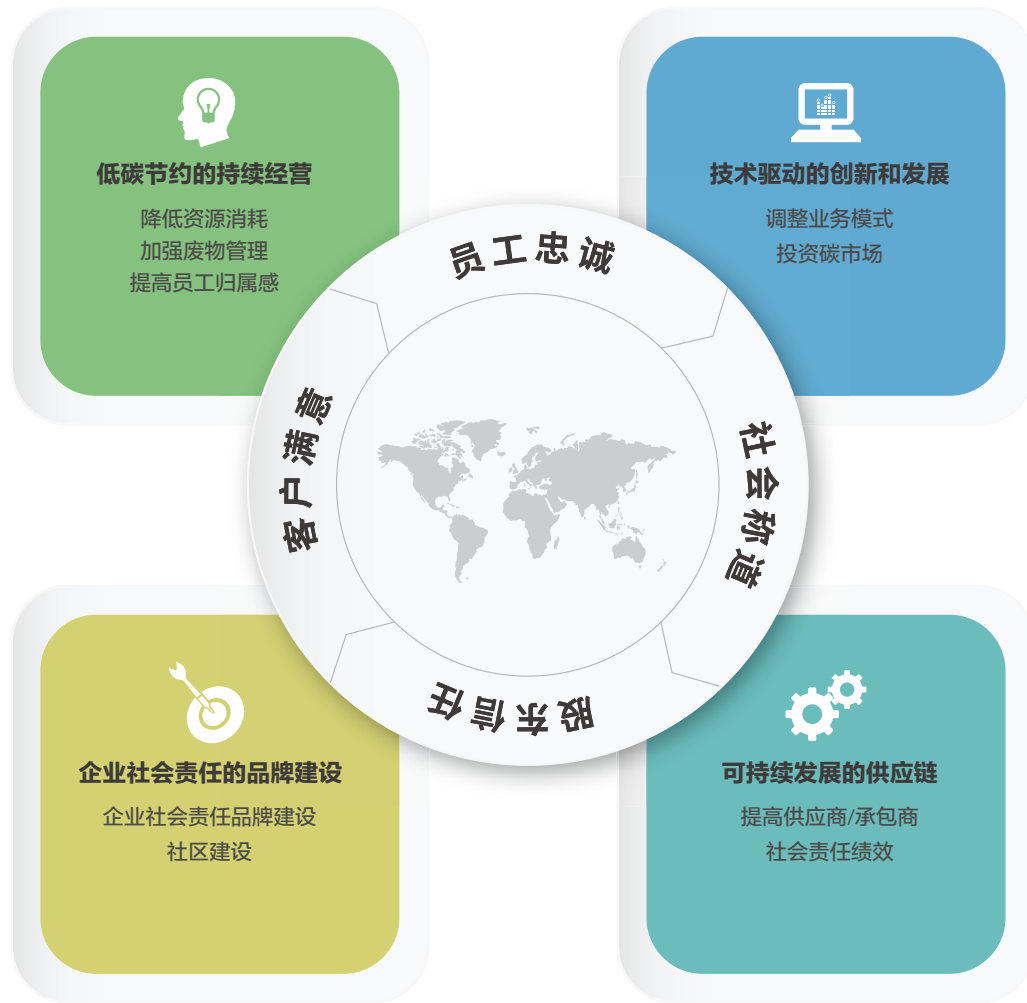 低碳节约的持续经营
降低资源消耗
加强废物管理
提高员工归属感
技术驱动的创新和发展
调整业务模式
投资碳市场
员工忠诚
社会称道
股东信任
客户满意
企业社会责任的品牌建设
企业社会责任品牌建设
社区建设
可持续发展的供应链
提高供应商/承包商
社会责任绩效